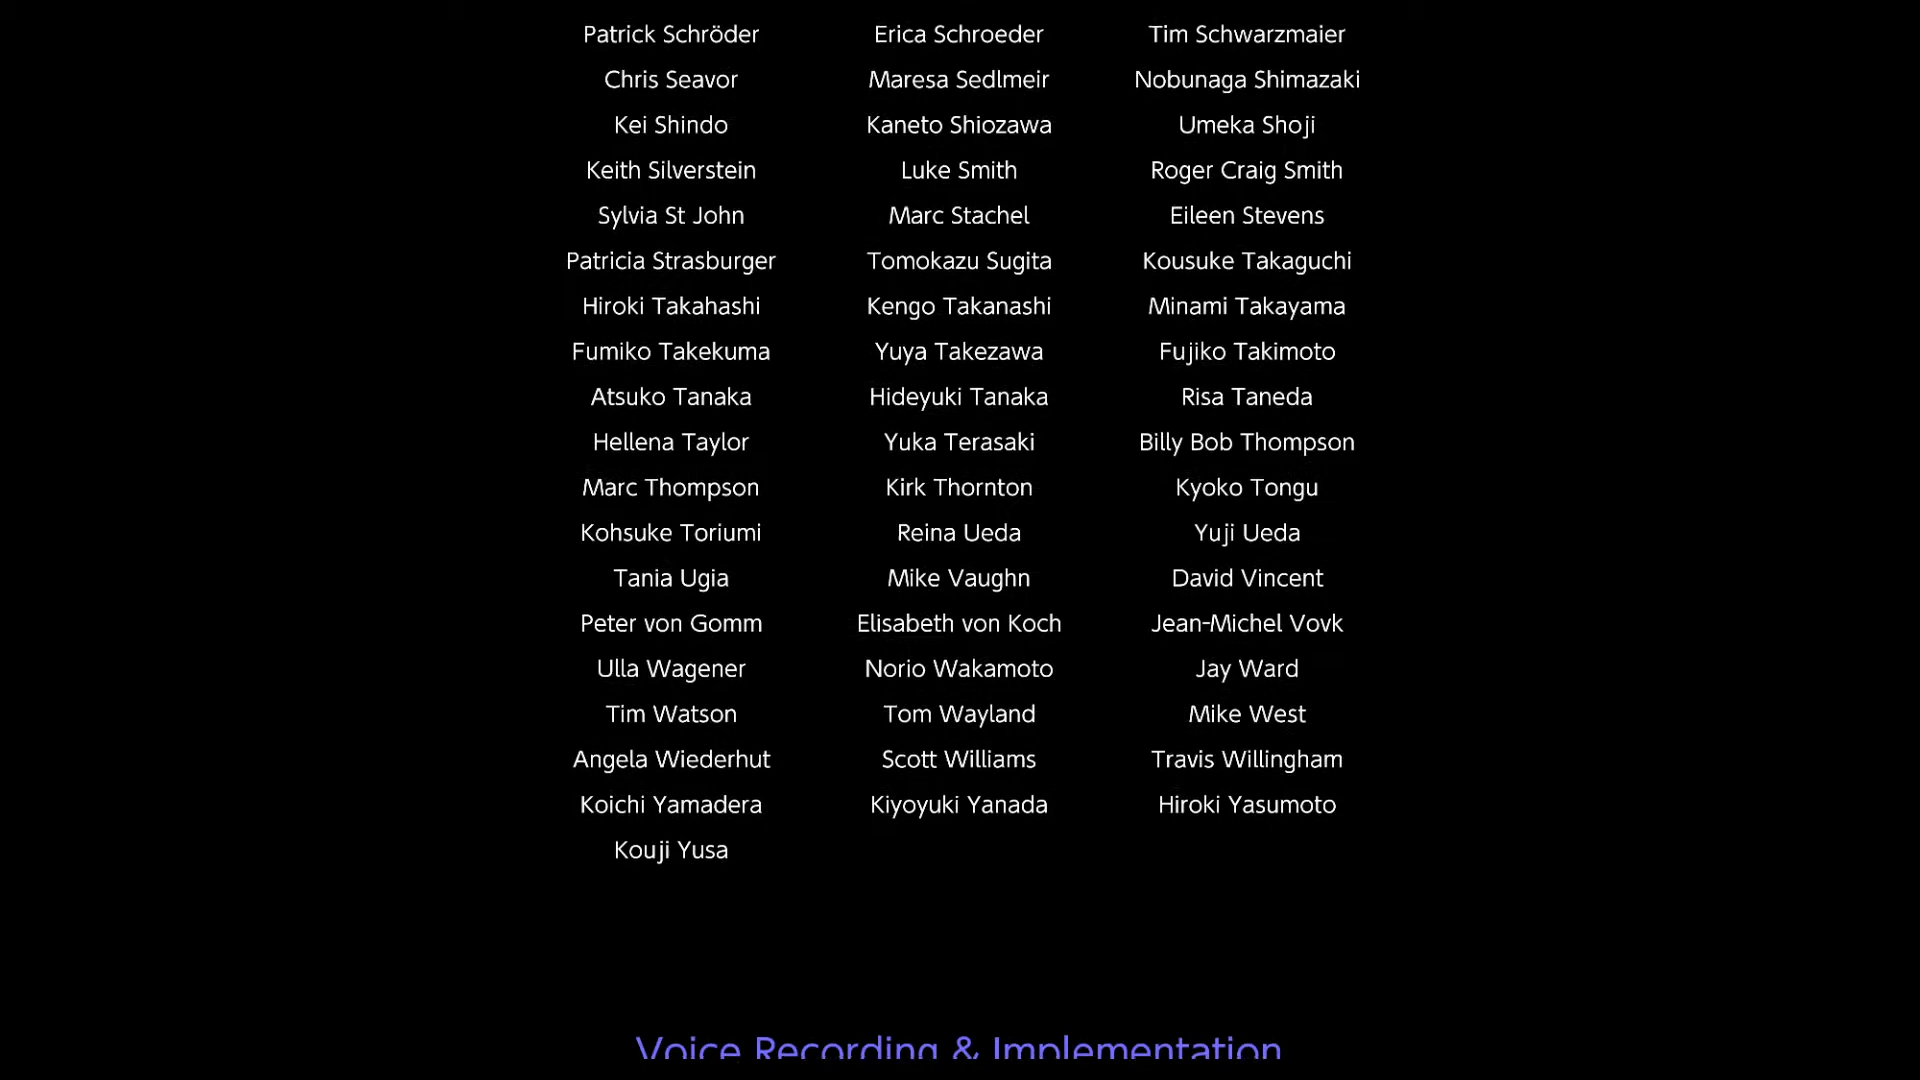 Patrick Schröder Erica Schroeder Tim Schwarzmaier
Chris Seavor Maresa Sedlmeir Nobunaga Shimazaki
Kei Shindo Kaneto Shiozawa Umeka Shoji
Keith Silverstein Luke Smith Roger Craig Smith
Sylvia St John Marc Stachel Eileen Stevens
Patricia Strasburger Tomokazu Sugita Kousuke Takaguchi
Hiroki Takahashi Kengo Takanashi Minami Takayama
Fumiko Takekuma Yuya Takezawa Fujiko Takimoto
Atsuko Tanaka Hideyuki Tanaka Risa Taneda
Hellena Taylor Yuka Terasaki Billy Bob Thompson
Marc Thompson Kirk Thornton Kyoko Tongu
Kohsuke Toriumi Reina Ueda Yuji Ueda
Tania Ugia Mike Vaughn David Vincent
Peter von Gomm Elisabeth von Koch Jean-Michel Vovk
Ulla Wagener Norio Wakamoto Jay Ward
Tim Watson Tom Wayland Mike West
Angela Wiederhut Scott Williams Travis Willingham
Koichi Yamadera Kiyoyuki Yanada Hiroki Yasumoto
Kouji Yusa
Voice Recording & Implementation